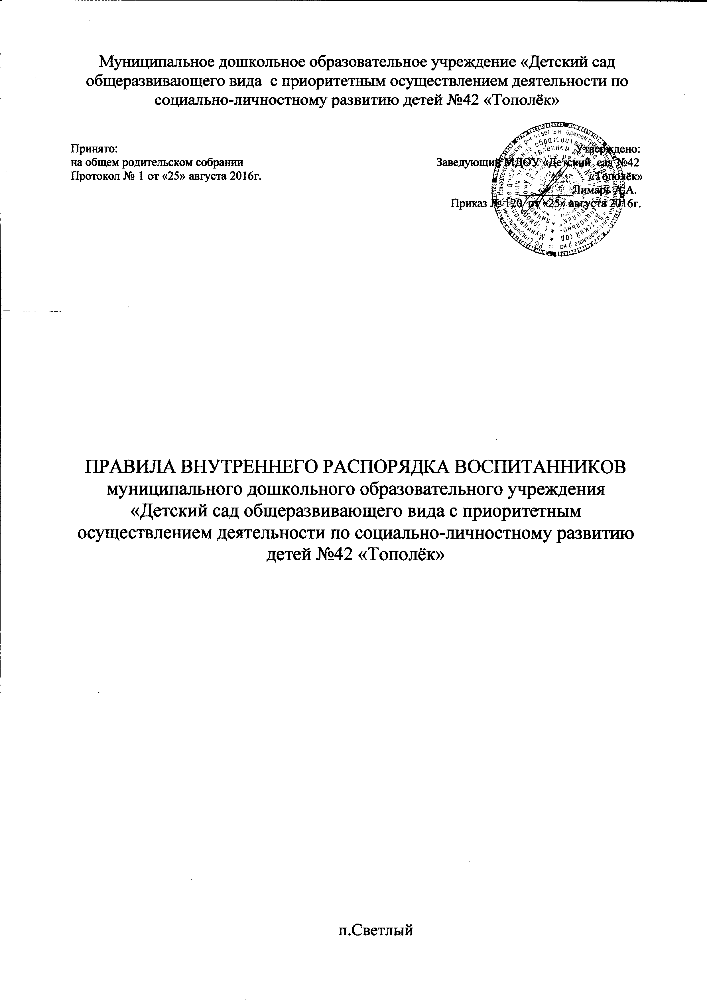 Муниципальное дошкольное образовательное учреждение «Детский сад
общеразвивающего вида с приоритетным осуществлением деятельности по
социально-личностному развитию детей №42 «Тополёк»
Принято:
на общем родительском собрании
Протокол № 1 от «25» августа 2016г.
Утверждено:
Заведующий МДОУ «Детский сад №42
«Тополёк»
Лимарь А.А.
Приказ № 120 от «25» августа 2016г.
ПРАВИЛА ВНУТРЕННЕГО РАСПОРЯДКА ВОСПИТАННИКОВ
муниципального дошкольного образовательного учреждения
«Детский сад общеразвивающего вида с приоритетным
осуществлением деятельности по социально-личностному развитию
детей №42 «Тополёк»
п.Светлый